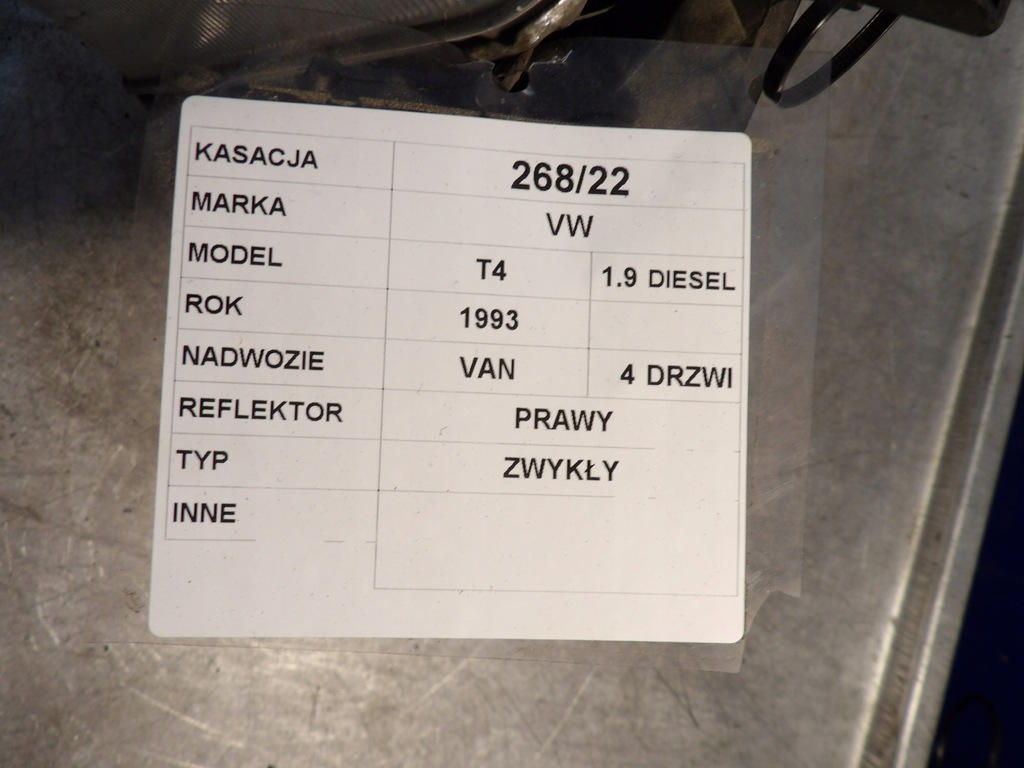 KASACJA 268/22
MARKA VW
MODEL T4 1.9 DIESEL
ROK 1993
NADWOZIE VAN 4 DRZWI
REFLEKTOR PRAWY
TYP ZWYKŁY
INNE